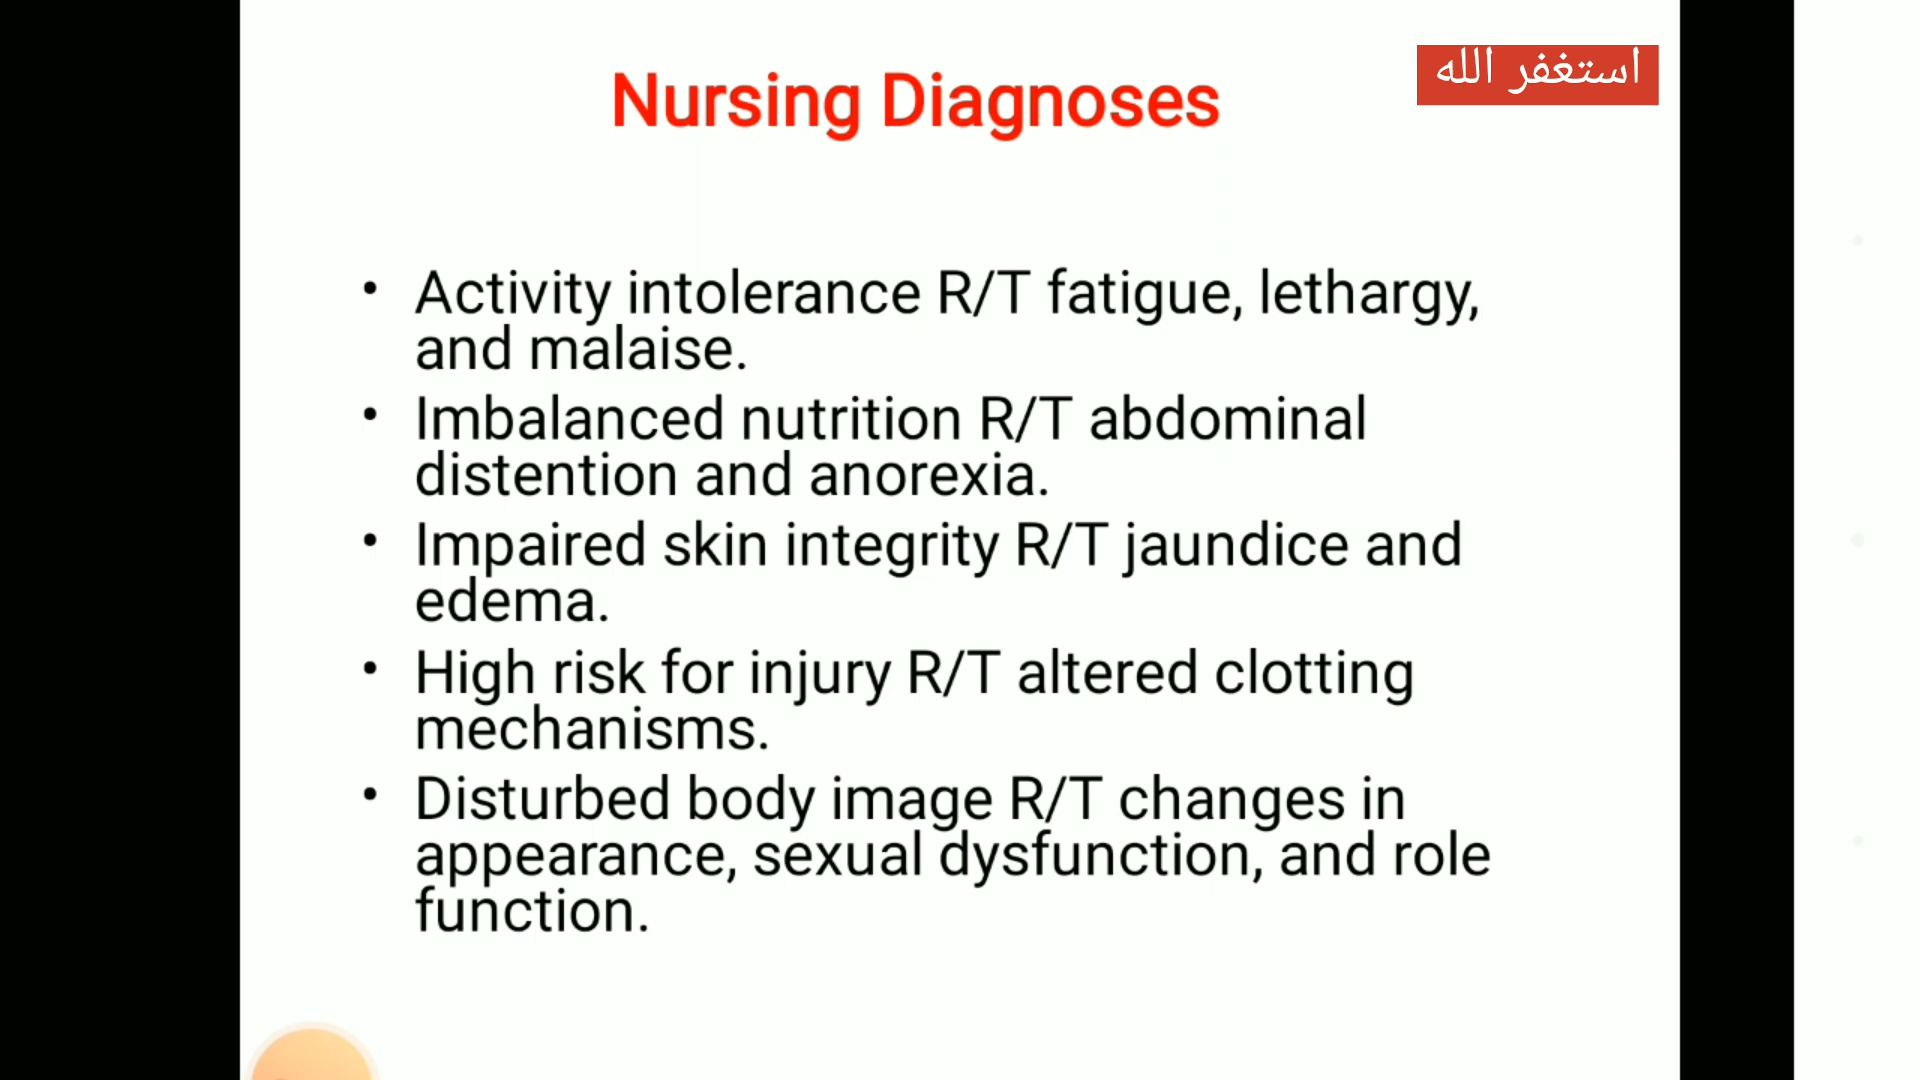 Nursing Diagnoses
أستغفر الله
• Activity intolerance R/T fatigue, lethargy,
and malaise.
• Imbalanced nutrition R/T abdominal
distention and anorexia.
• Impaired skin integrity R/T jaundice and
edema.
• High risk for injury R/T altered clotting
mechanisms.
• Disturbed body image R/T changes in
appearance, sexual dysfunction, and role
function.